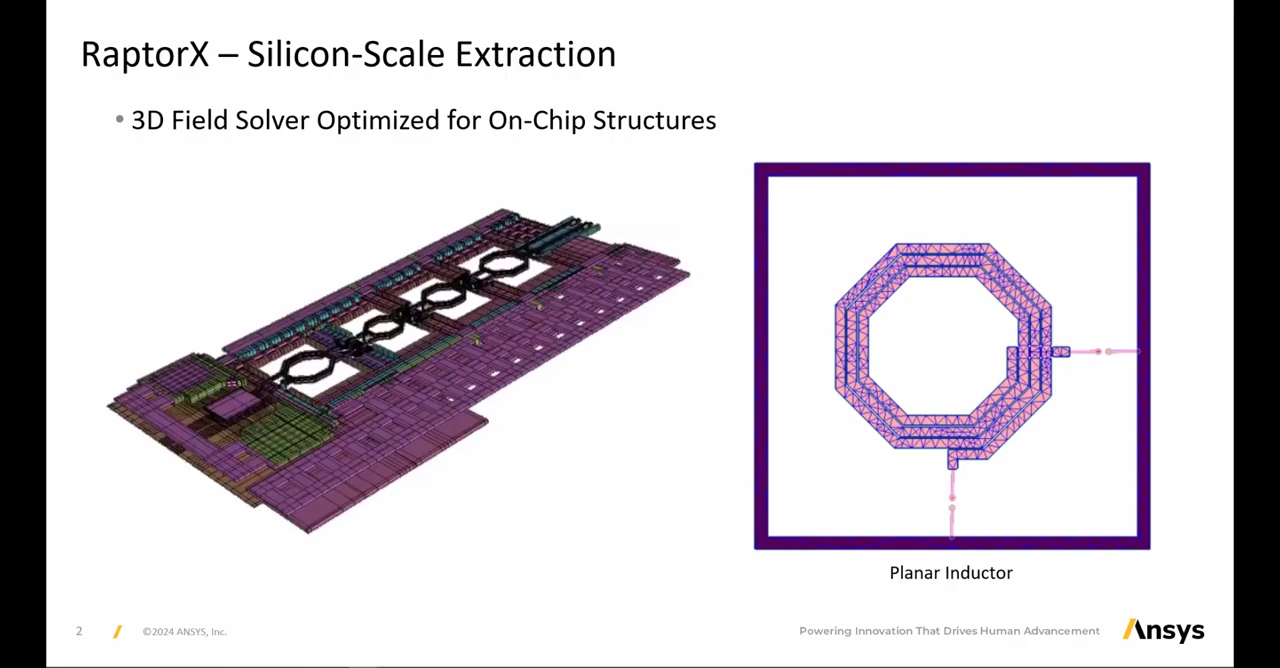 RaptorX – Silicon-Scale Extraction
• 3D Field Solver Optimized for On-Chip Structures
Planar Inductor
2
©2024 ANSYS, Inc.
Powering Innovation That Drives Human Advancement
Ansys